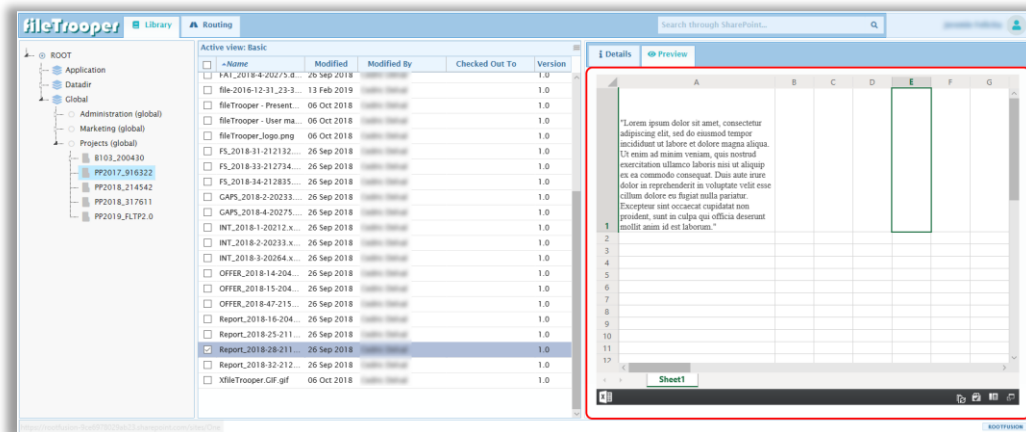 fileTrooper
Library
Routing
Search through SharePoint...
ROOT
Application
Datadir
Global
Administration (global)
Marketing (global)
Projects (global)
B103_200430
PP2017_916322
PP2018_214542
PP2018_317611
PP2019_FLTP2.0
Active view: Basic
Name Modified Modified By Checked Out To Version
FAT_2018-4-20275.d... 26 Sep 2018 1.0
file-2016-12-31_23-3... 13 Feb 2019 1.0
fileTrooper - Present... 06 Oct 2018 1.0
fileTrooper - User ma... 06 Oct 2018 1.0
fileTrooper_logo.png 06 Oct 2018 1.0
FS_2018-31-212132.... 26 Sep 2018 1.0
FS_2018-33-212734.... 26 Sep 2018 1.0
FS_2018-34-212835.... 26 Sep 2018 1.0
GAPS_2018-2-20233.... 26 Sep 2018 1.0
GAPS_2018-4-20275.... 26 Sep 2018 1.0
INT_2018-1-20212.x... 26 Sep 2018 1.0
INT_2018-2-20233.x... 26 Sep 2018 1.0
INT_2018-3-20264.x... 26 Sep 2018 1.0
OFFER_2018-14-204... 26 Sep 2018 1.0
OFFER_2018-15-204... 26 Sep 2018 1.0
OFFER_2018-47-215... 26 Sep 2018 1.0
Report_2018-16-204... 26 Sep 2018 1.0
Report_2018-25-211... 26 Sep 2018 1.0
Report_2018-28-211... 26 Sep 2018 1.0
Report_2018-32-212... 26 Sep 2018 1.0
XfileTrooper.GIF.gif 06 Oct 2018 1.0
Details
Preview
A B C D E F G
"Lorem ipsum dolor sit amet, consectetur
adipiscing elit, sed do eiusmod tempor
incididunt ut labore et dolore magna aliqua.
Ut enim ad minim veniam, quis nostrud
exercitation ullamco laboris nisi ut aliquip
ex ea commodo consequat. Duis aute irure
dolor in reprehenderit in voluptate velit esse
cillum dolore eu fugiat nulla pariatur.
Excepteur sint occaecat cupidatat non
proident, sunt in culpa qui officia deserunt
1 mollit anim id est laborum."
2
3
4
5
6
7
8
9
10
11
12
Sheet1
ROOTFUSION